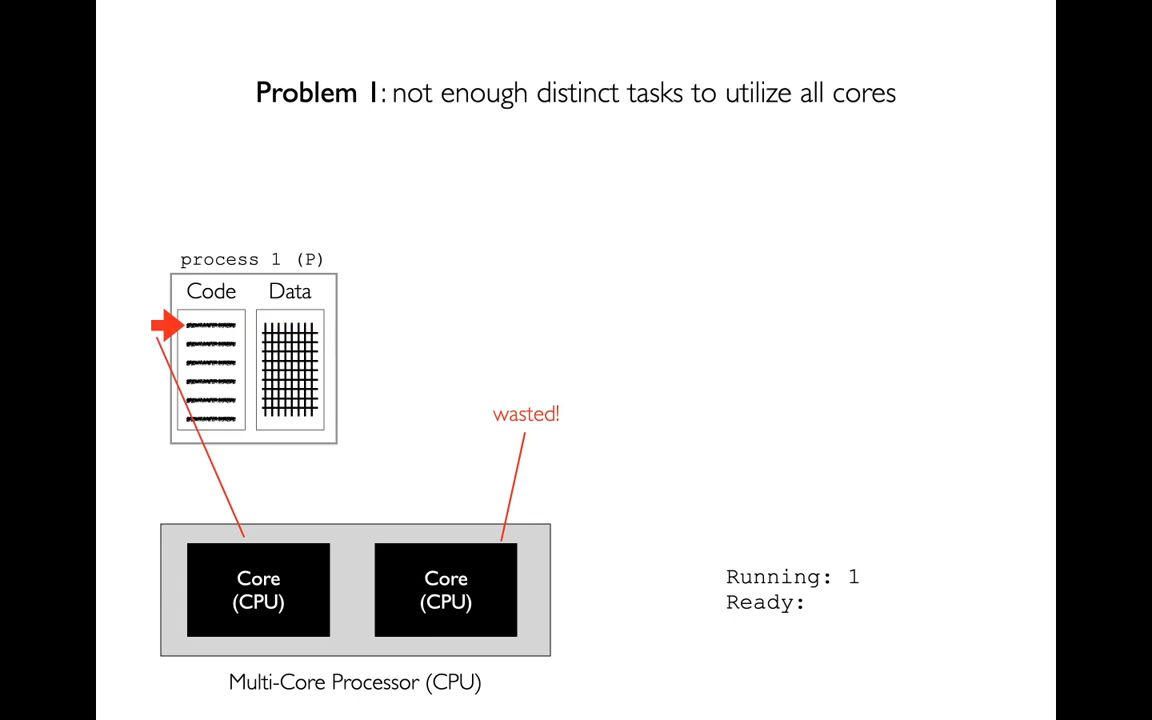 Problem 1: not enough distinct tasks to utilize all cores
process 1 (P)
Code Data
wasted!
Core
(CPU)
Core
(CPU)
Running: 1
Ready:
Multi-Core Processor (CPU)